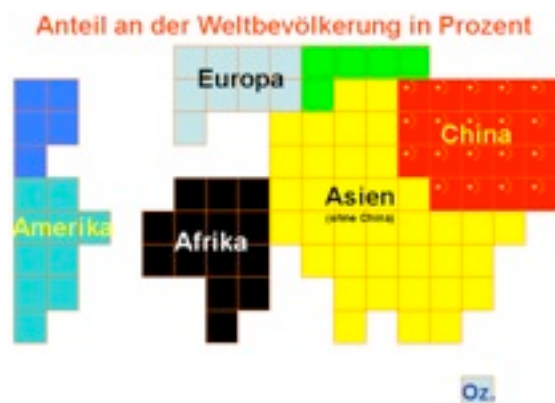 Anteil an der Weltbevölkerung in Prozent
Europa
China
Asien
(ohne China)
Amerika
Afrika
Oz.